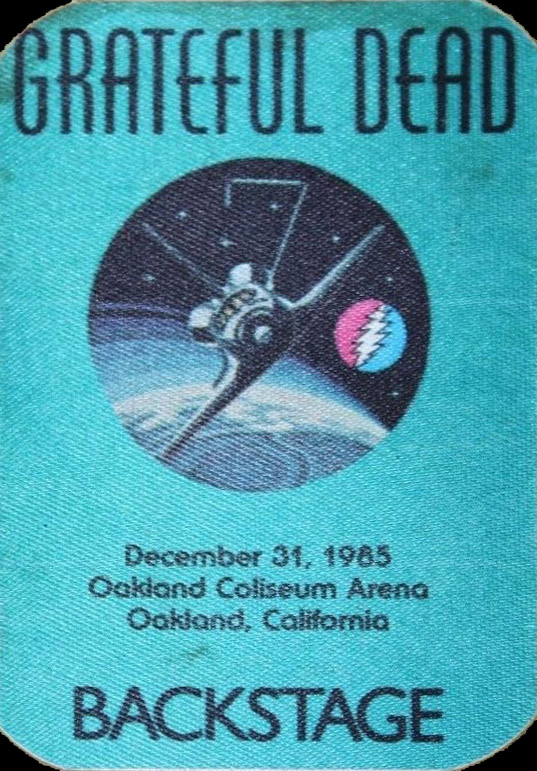 GRATEFUL DEAD
December 31, 1985
Oakland Coliseum Arena
Oakland, California
BACKSTAGE